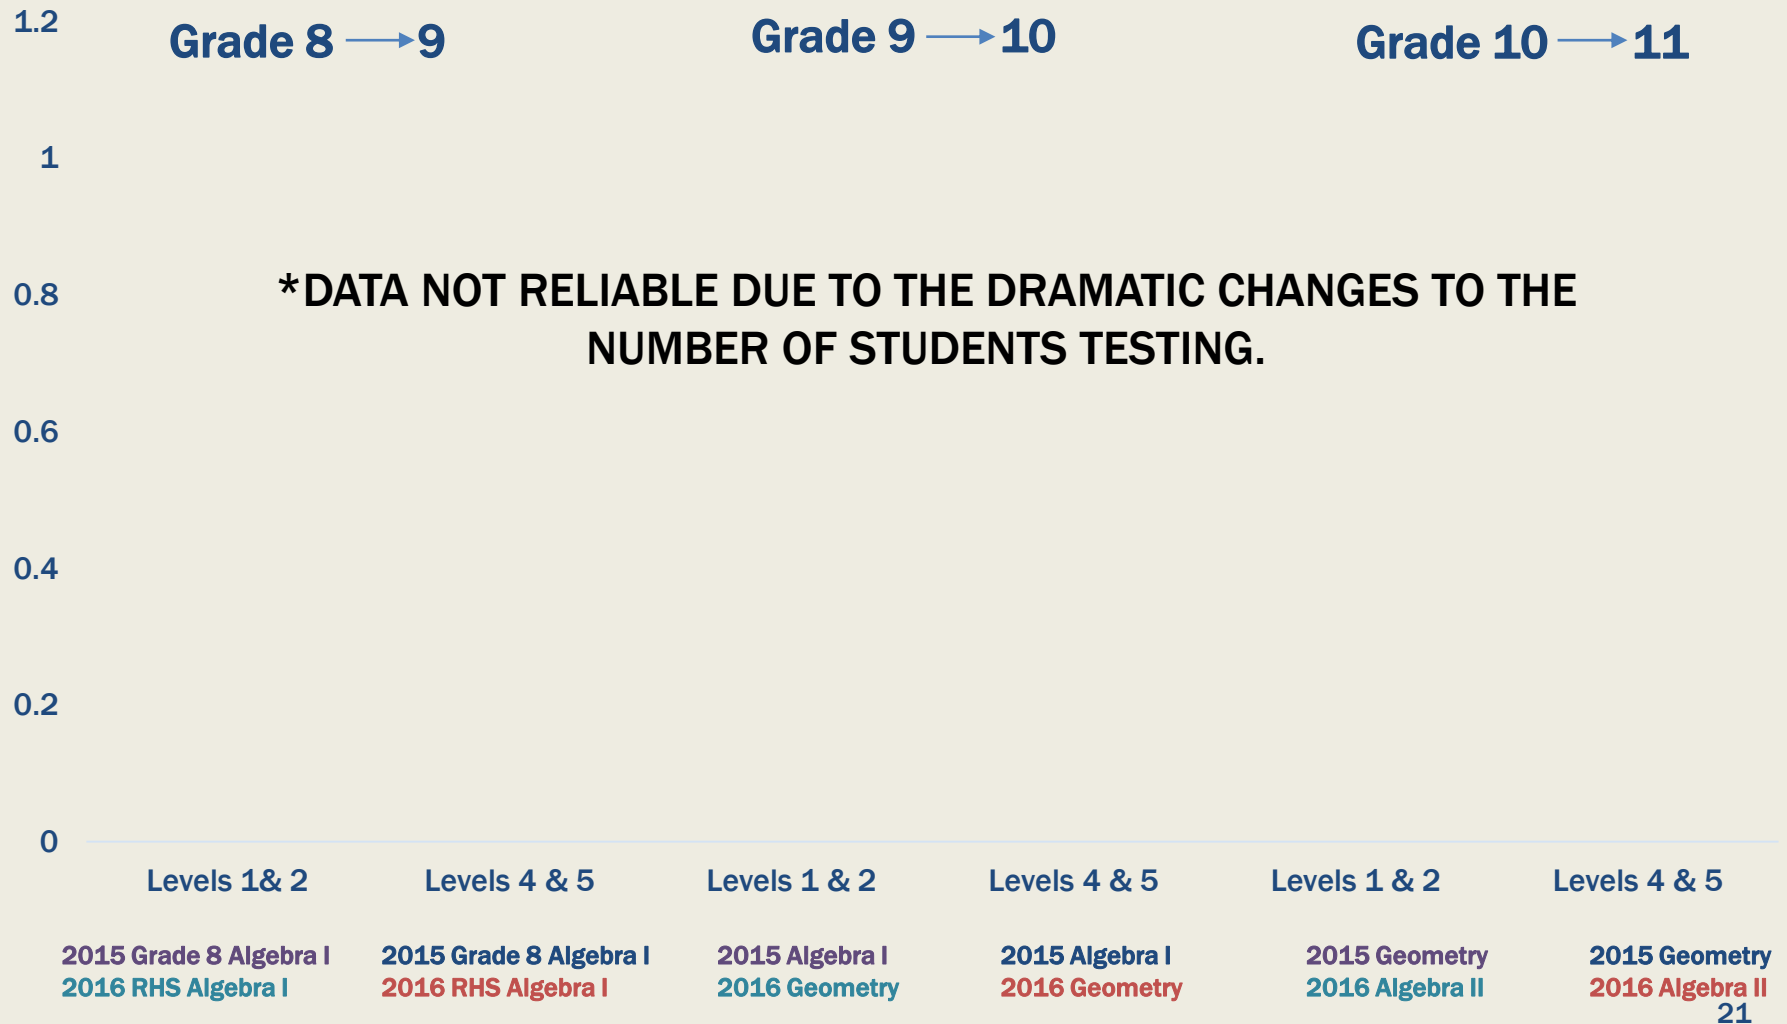 1.2
Grade 8 → 9
Grade 9 → 10
Grade 10 → 11
1
0.8
*DATA NOT RELIABLE DUE TO THE DRAMATIC CHANGES TO THE
NUMBER OF STUDENTS TESTING.
0.6
0.4
0.2
0
Levels 1& 2
Levels 4 & 5
Levels 1 & 2
Levels 4 & 5
Levels 1 & 2
Levels 4 & 5
2015 Grade 8 Algebra I
2016 RHS Algebra I
2015 Grade 8 Algebra I
2016 RHS Algebra I
2015 Algebra I
2016 Geometry
2015 Algebra I
2016 Geometry
2015 Geometry
2016 Algebra II
2015 Geometry
2016 Algebra II
21